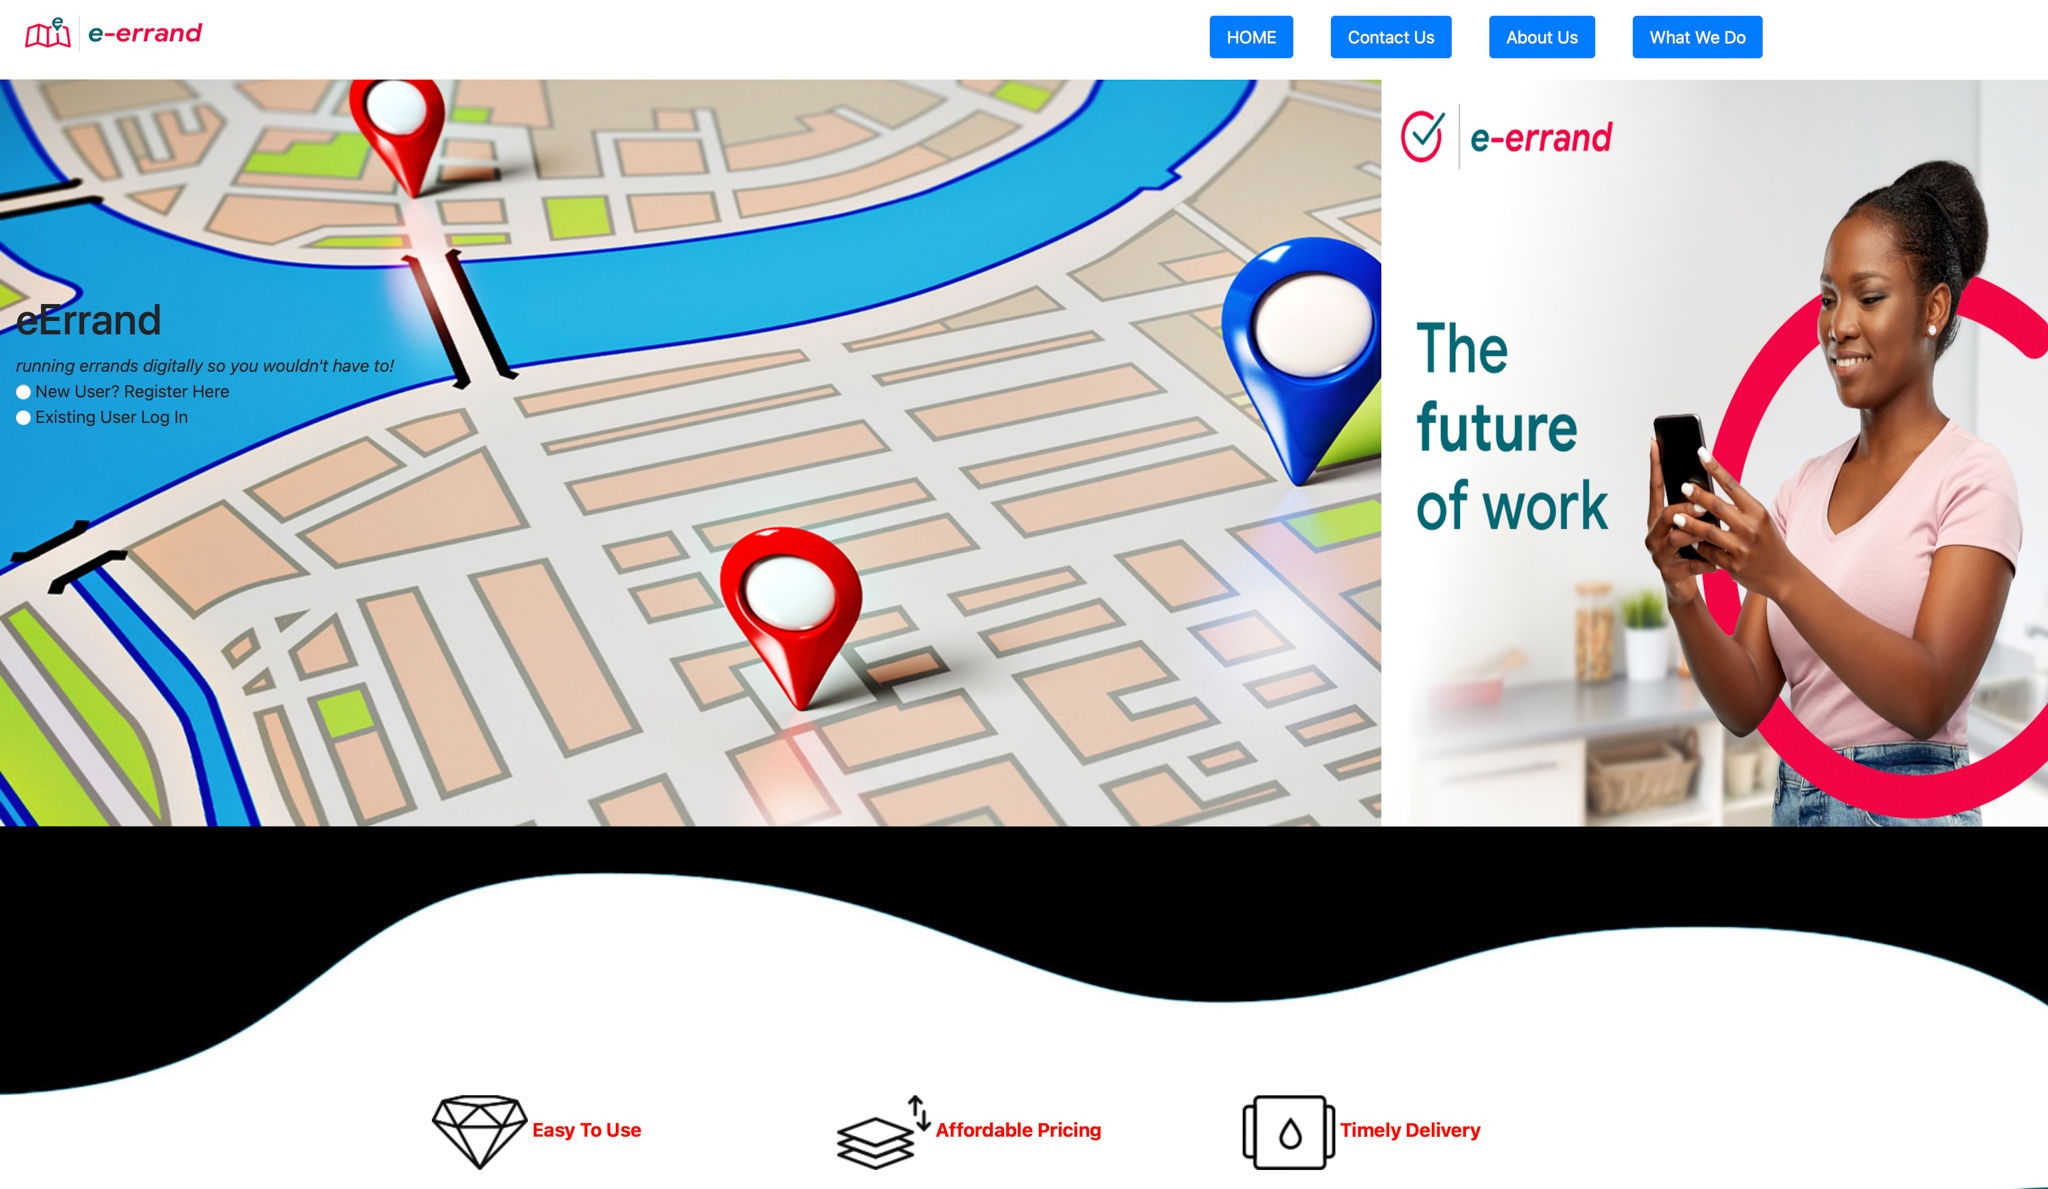 e
e-errand
HOME
Contact Us
About Us
What We Do
eErrand
running errands digitally so you wouldn't have to!
New User? Register Here
Existing User Log In
e-errand
The
future
of work
Easy To Use
Affordable Pricing
Timely Delivery